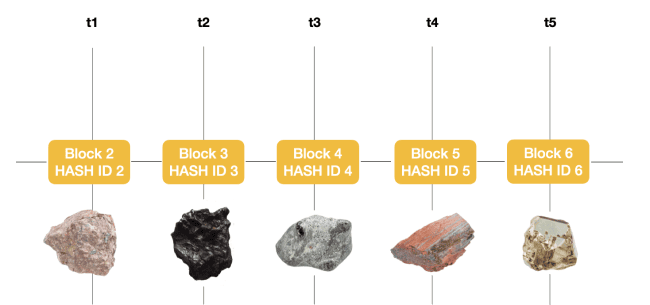 t1
t2
t3
t4
t5
Block 2
HASH ID 2
Block 3
HASH ID 3
Block 4
HASH ID 4
Block 5
HASH ID 5
Block 6
HASH ID 6